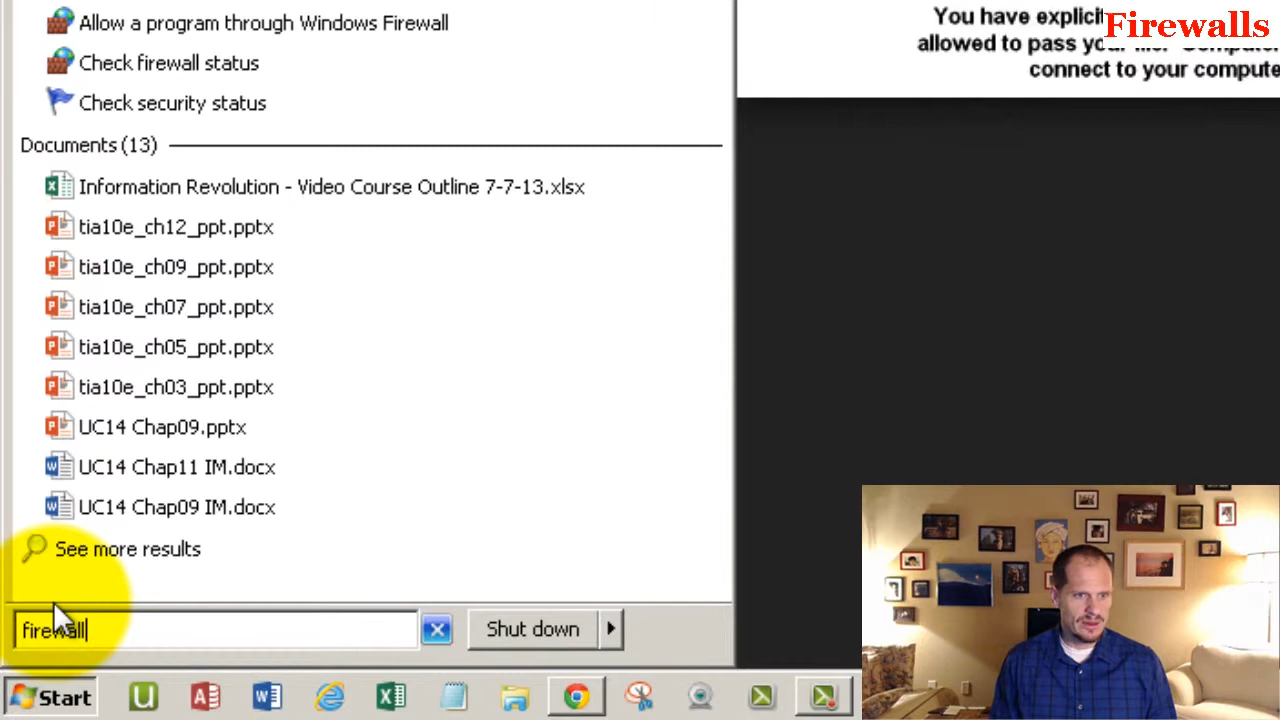 Allow a program through Windows Firewall
Check firewall status
Check security status
Documents (13)
Information Revolution - Video Course Outline 7-7-13.xlsx
tia10e_ch12_ppt.pptx
tia10e_ch09_ppt.pptx
tia10e_ch07_ppt.pptx
tia10e_ch05_ppt.pptx
tia10e_ch03_ppt.pptx
UC14 Chap09.pptx
UC14 Chap11 IM.docx
UC14 Chap09 IM.docx
See more results
firewall
Shut down
Start
You have
Firewalls
allowed to pass
connect to your